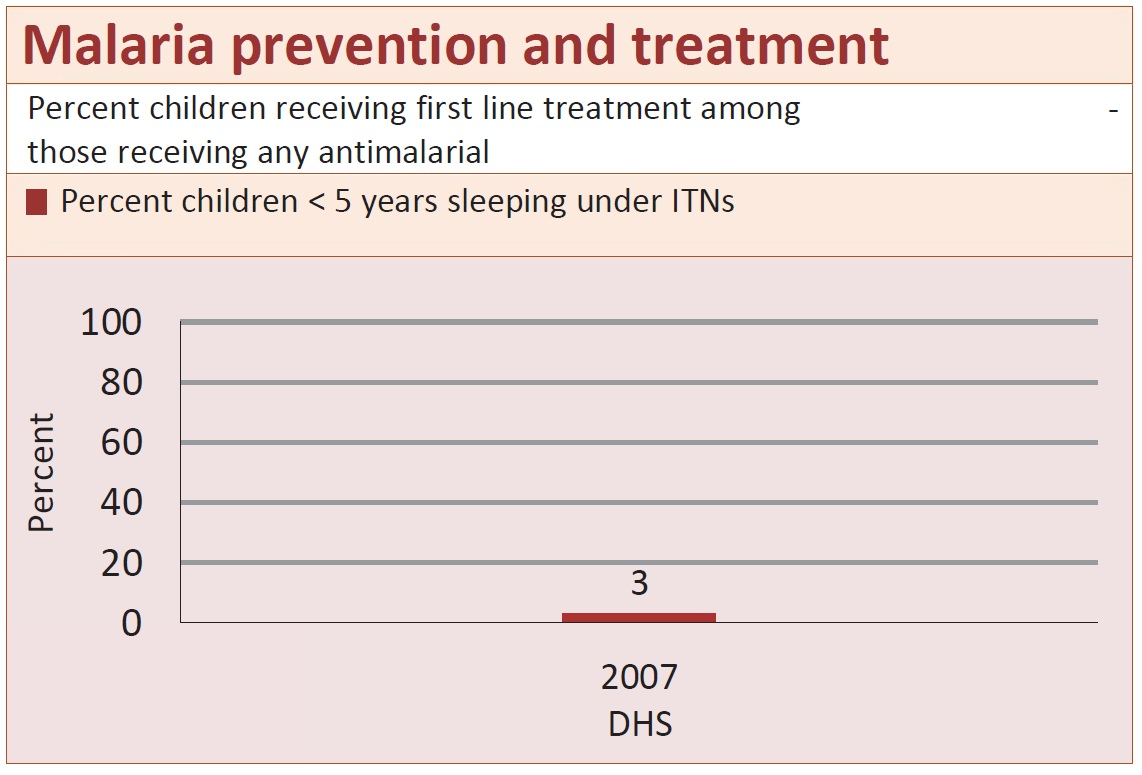 Malaria prevention and treatment
Percent children receiving first line treatment among -
those receiving any antimalarial
Percent children < 5 years sleeping under ITNs
100
80
60
40
20
0
Percent
3
2007
DHS